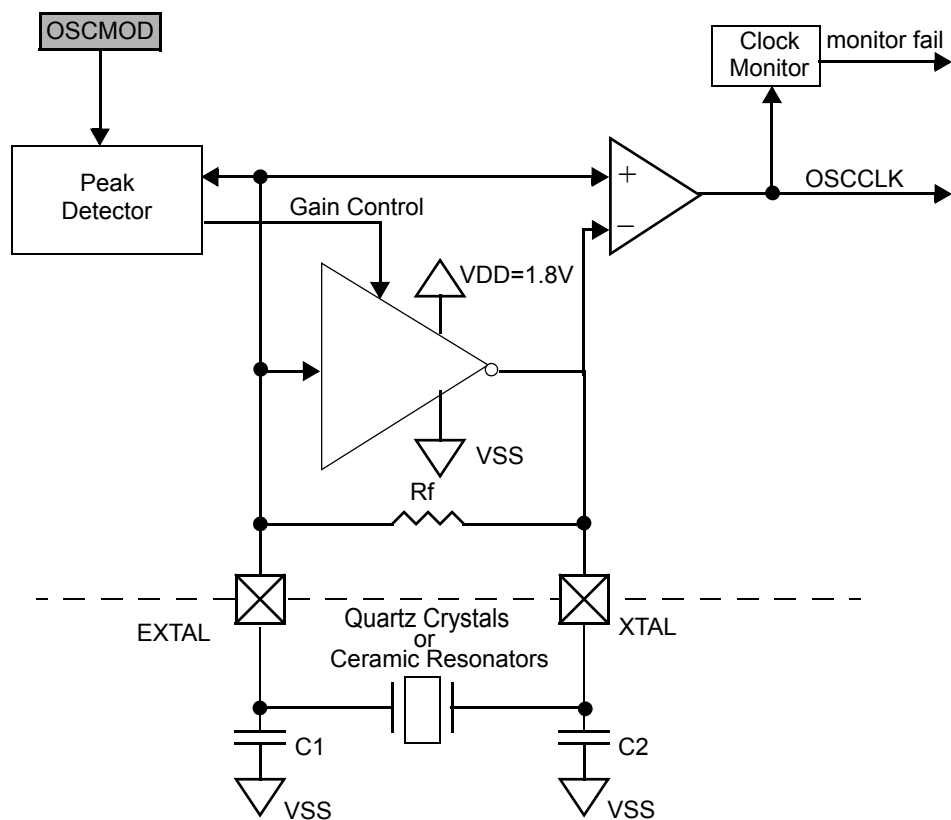 OSCMOD
Clock
Monitor
monitor fail
Peak
Detector
+
OSCCLK
Gain Control
−
VDD=1.8V
VSS
Rf
EXTAL
Quartz Crystals
or
Ceramic Resonators
XTAL
C1
C2
VSS
VSS